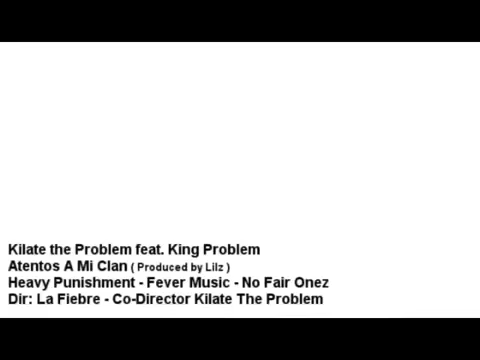 Kilate the Problem feat. King Problem
Atentos A Mi Clan ( Produced by Lilz )
Heavy Punishment - Fever Music - No Fair Onez
Dir: La Fiebre - Co-Director Kilate The Problem